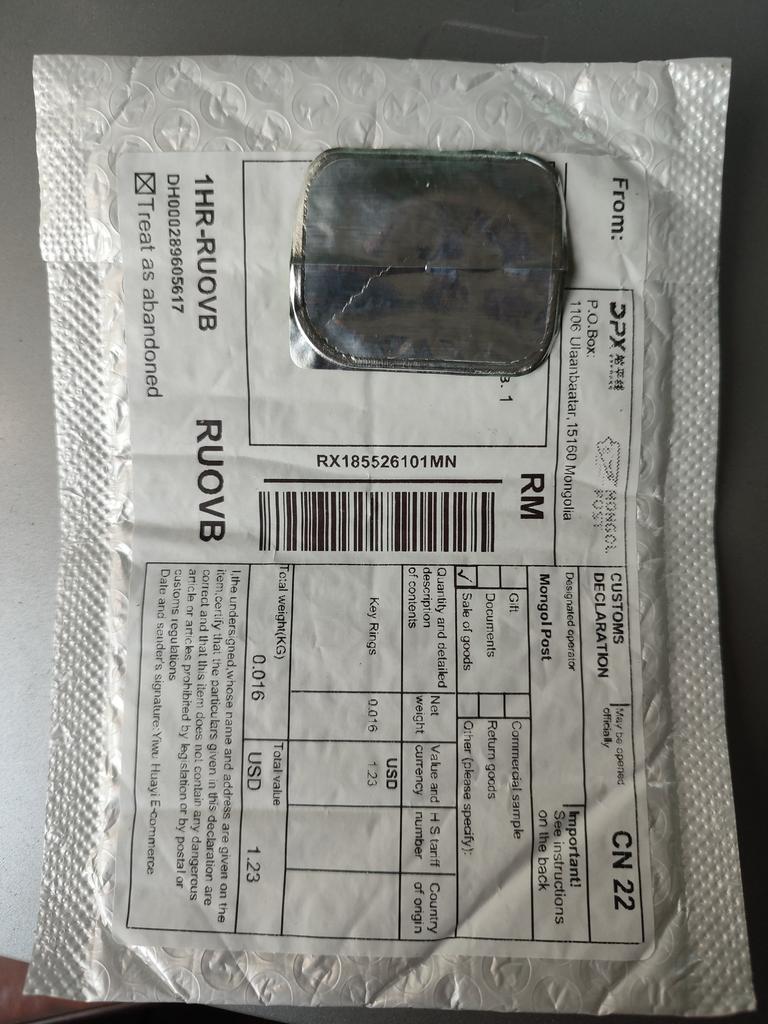 From:
DPX
P.O.Box:
1106 Ulaanbaatar,15160 Mongolia
MONGOL
POST
3. 1
RM
RX185526101MN
1HR-RUOVB
RUOVB
DH000289605617
☒Treat as abandoned
CUSTOMS
DECLARATION
May be opened
officially
CN 22
Designated operator
Mongol Post
Important!
See instructions
on the back
Gift
Commercial sample
Documents
Return goods
✓ Sale of goods
Other (please specify):
Quantity and detailed description of contents
Net weight
Value and currency
H S tariff number
Country of origin
USD
Key Rings 0.016 1.23
Total weight(KG)
Total value
0.016
USD 1.23
I,the undersigned,whose name and address are given on the
item,certify that the particulars given in this declaration are
correct and that this item does not contain any dangerous
article or articles prohibited by legislation or by postal or
customs regulations
Date and sender's signature:Yiwu Huayi E-commerce